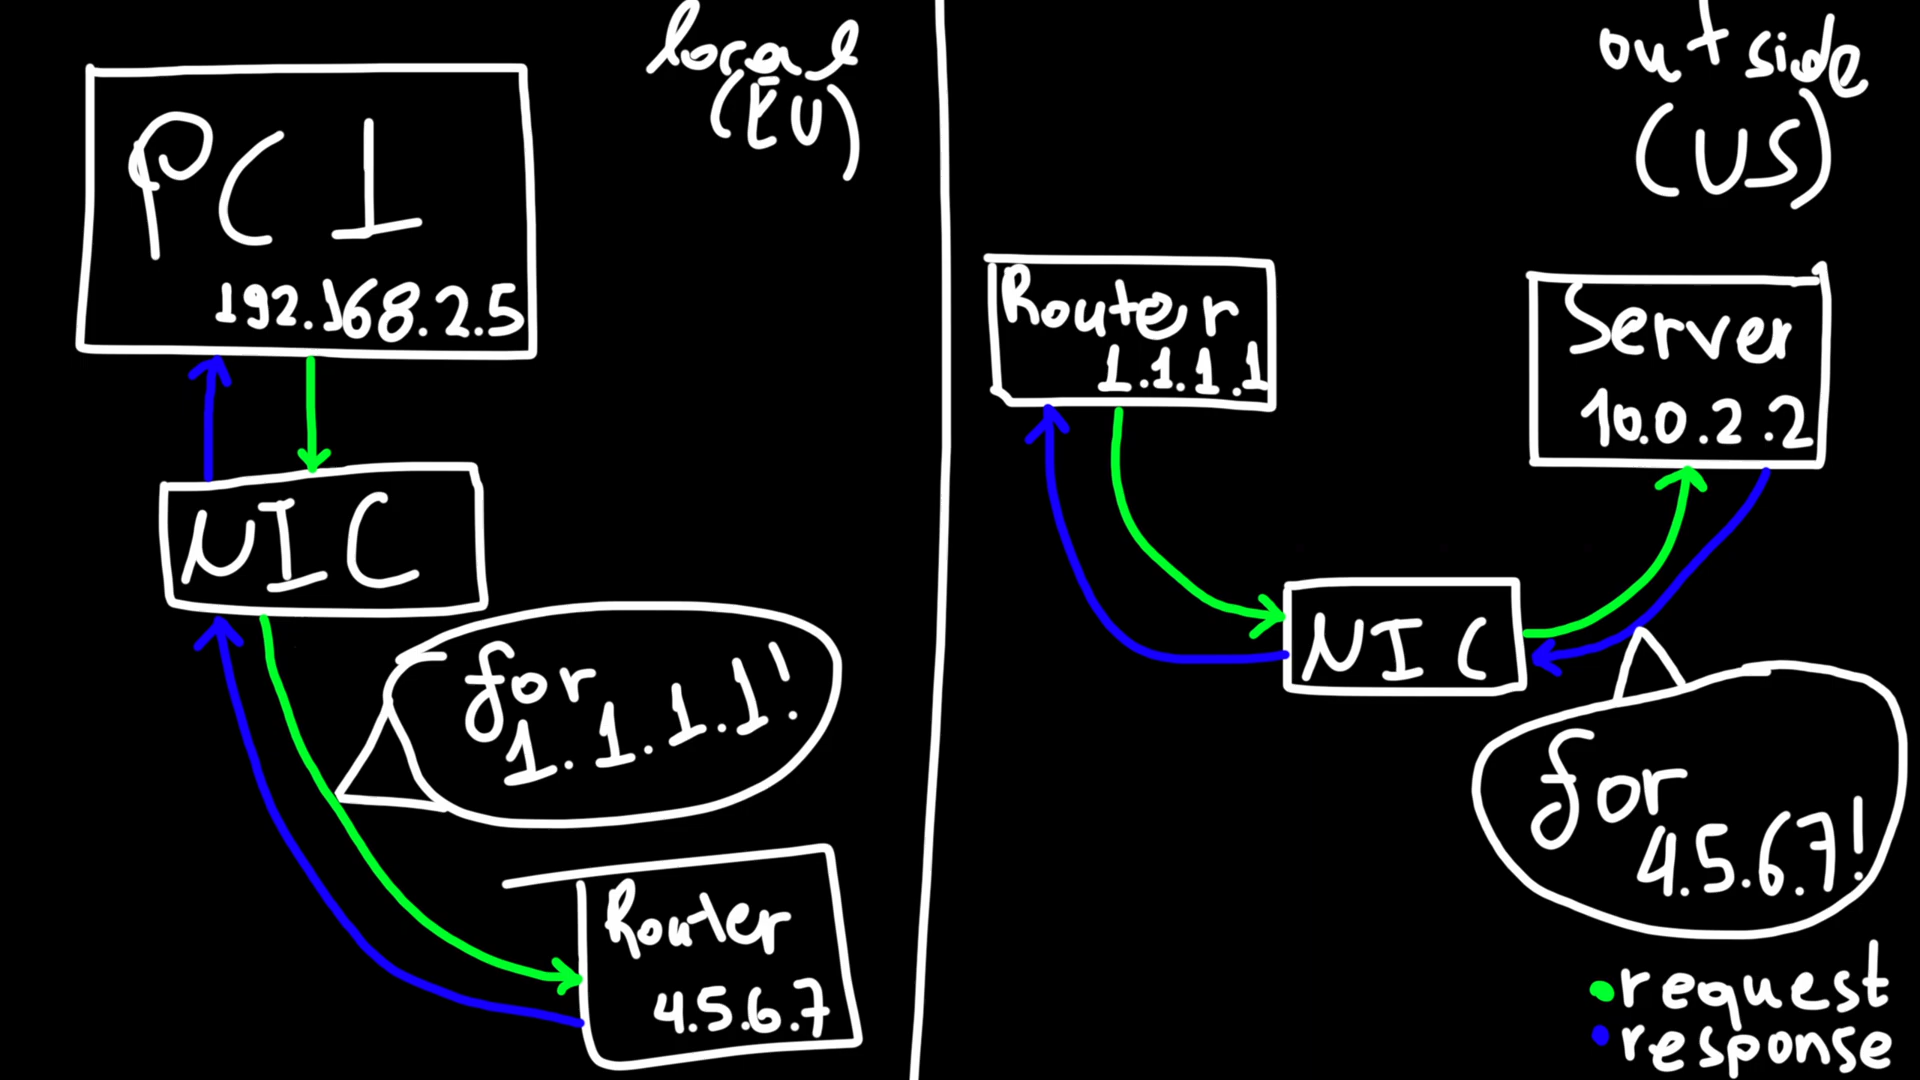 local
(EU)
PC1
192.168.2.5
NIC
for
1.1.1.1!
Router
4.5.6.7
outside
(US)
Router
1.1.1.1
Server
10.0.2.2
NIC
for
4.5.6.7!
request
response